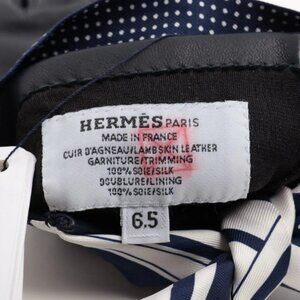 HERMÈS PARIS
MADE IN FRANCE
CUIR D'AGNEAU/LAMBSKIN LEATHER
GARNITURE/TRIMMING
100% SOIE/SILK
DOUBLURE/LINING
100% SOIE/SILK
6.5